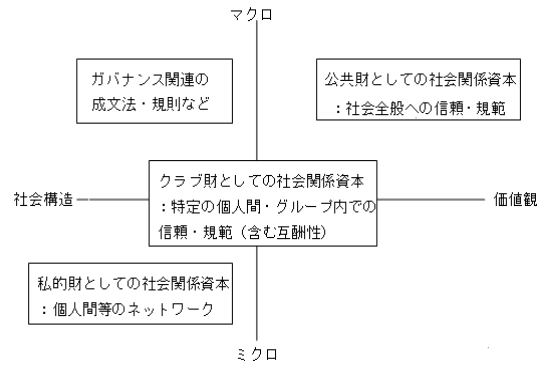 マクロ
ガバナンス関連の
成文法・規則など
公共財としての社会関係資本
：社会全般への信頼・規範
クラブ財としての社会関係資本
：特定の個人間・グループ内での
信頼・規範（含む互酬性）
社会構造
価値観
私的財としての社会関係資本
：個人間等のネットワーク
ミクロ